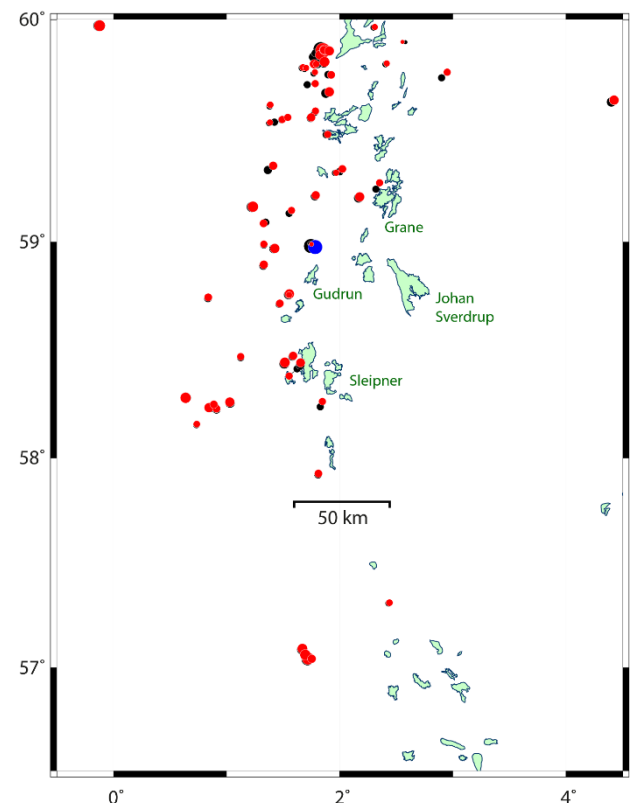 60˚
59˚
Grane
Gudrun
Johan
Sverdrup
Sleipner
58˚
50 km
57˚
0˚
2˚
4˚